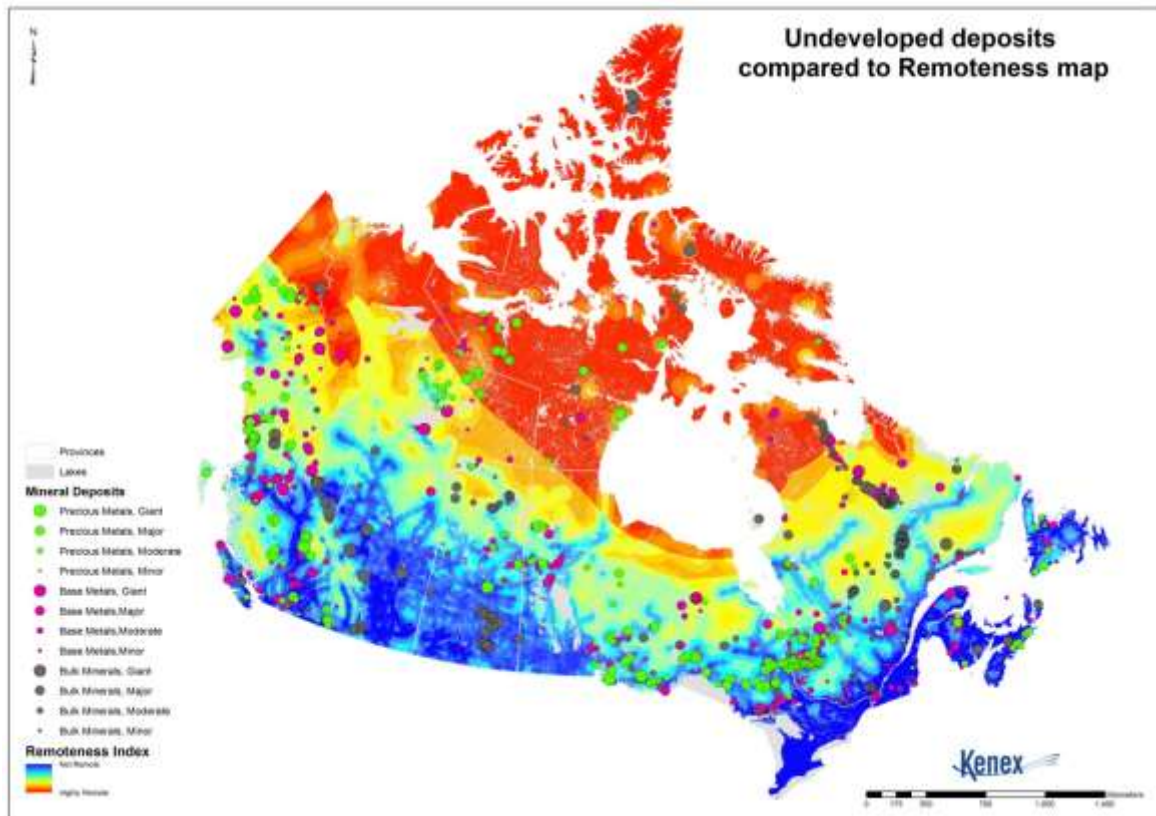 N
Undeveloped deposits
compared to Remoteness map
Provinces
Lakes
Mineral Deposits
Precious Metals, Giant
Precious Metals, Major
Precious Metals, Moderate
Precious Metals, Minor
Base Metals, Giant
Base Metals,Major
Base Metals,Moderate
Base Metals,Minor
Bulk Minerals, Giant
Bulk Minerals, Major
Bulk Minerals, Moderate
Bulk Minerals, Minor
Remoteness Index
Not Remote
Highly Remote
Kenex
Kilometers
0